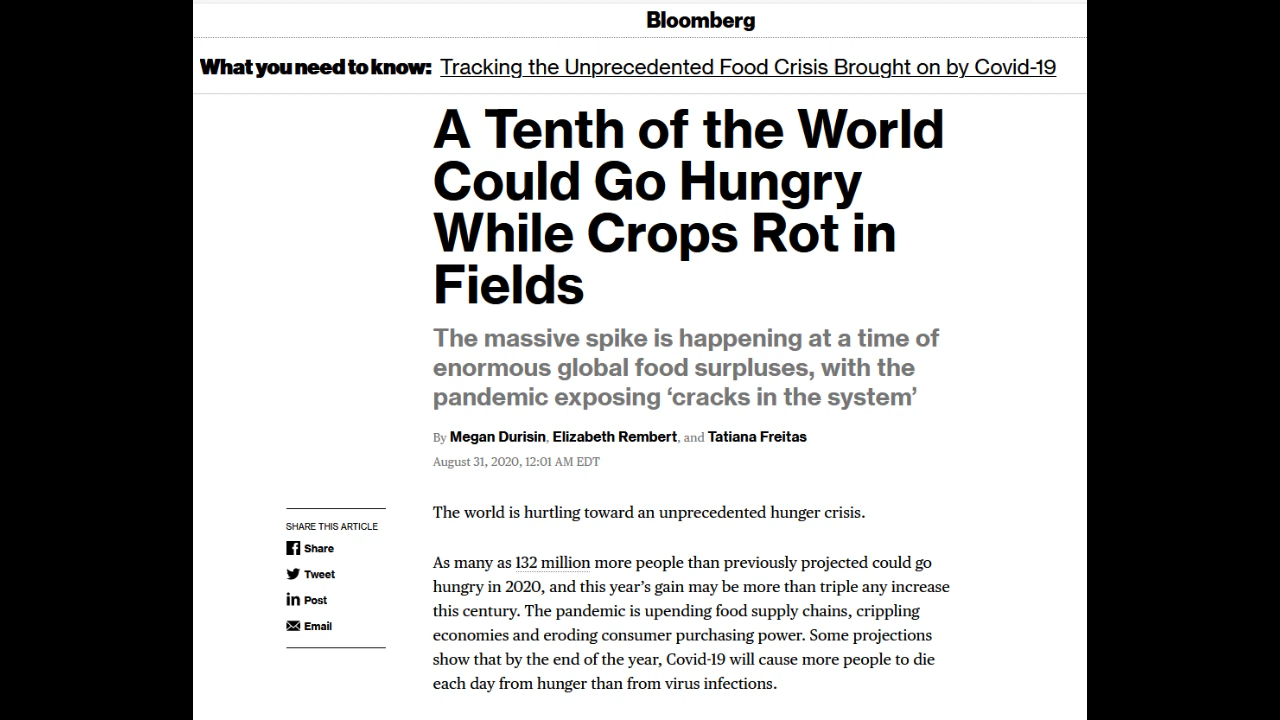 Bloomberg
What you need to know: Tracking the Unprecedented Food Crisis Brought on by Covid-19
A Tenth of the World
Could Go Hungry
While Crops Rot in
Fields
The massive spike is happening at a time of
enormous global food surpluses, with the
pandemic exposing ‘cracks in the system’
By Megan Durisin, Elizabeth Rembert, and Tatiana Freitas
August 31, 2020, 12:01 AM EDT
SHARE THIS ARTICLE
Share
Tweet
Post
Email
The world is hurtling toward an unprecedented hunger crisis.
As many as 132 million more people than previously projected could go
hungry in 2020, and this year’s gain may be more than triple any increase
this century. The pandemic is upending food supply chains, crippling
economies and eroding consumer purchasing power. Some projections
show that by the end of the year, Covid-19 will cause more people to die
each day from hunger than from virus infections.